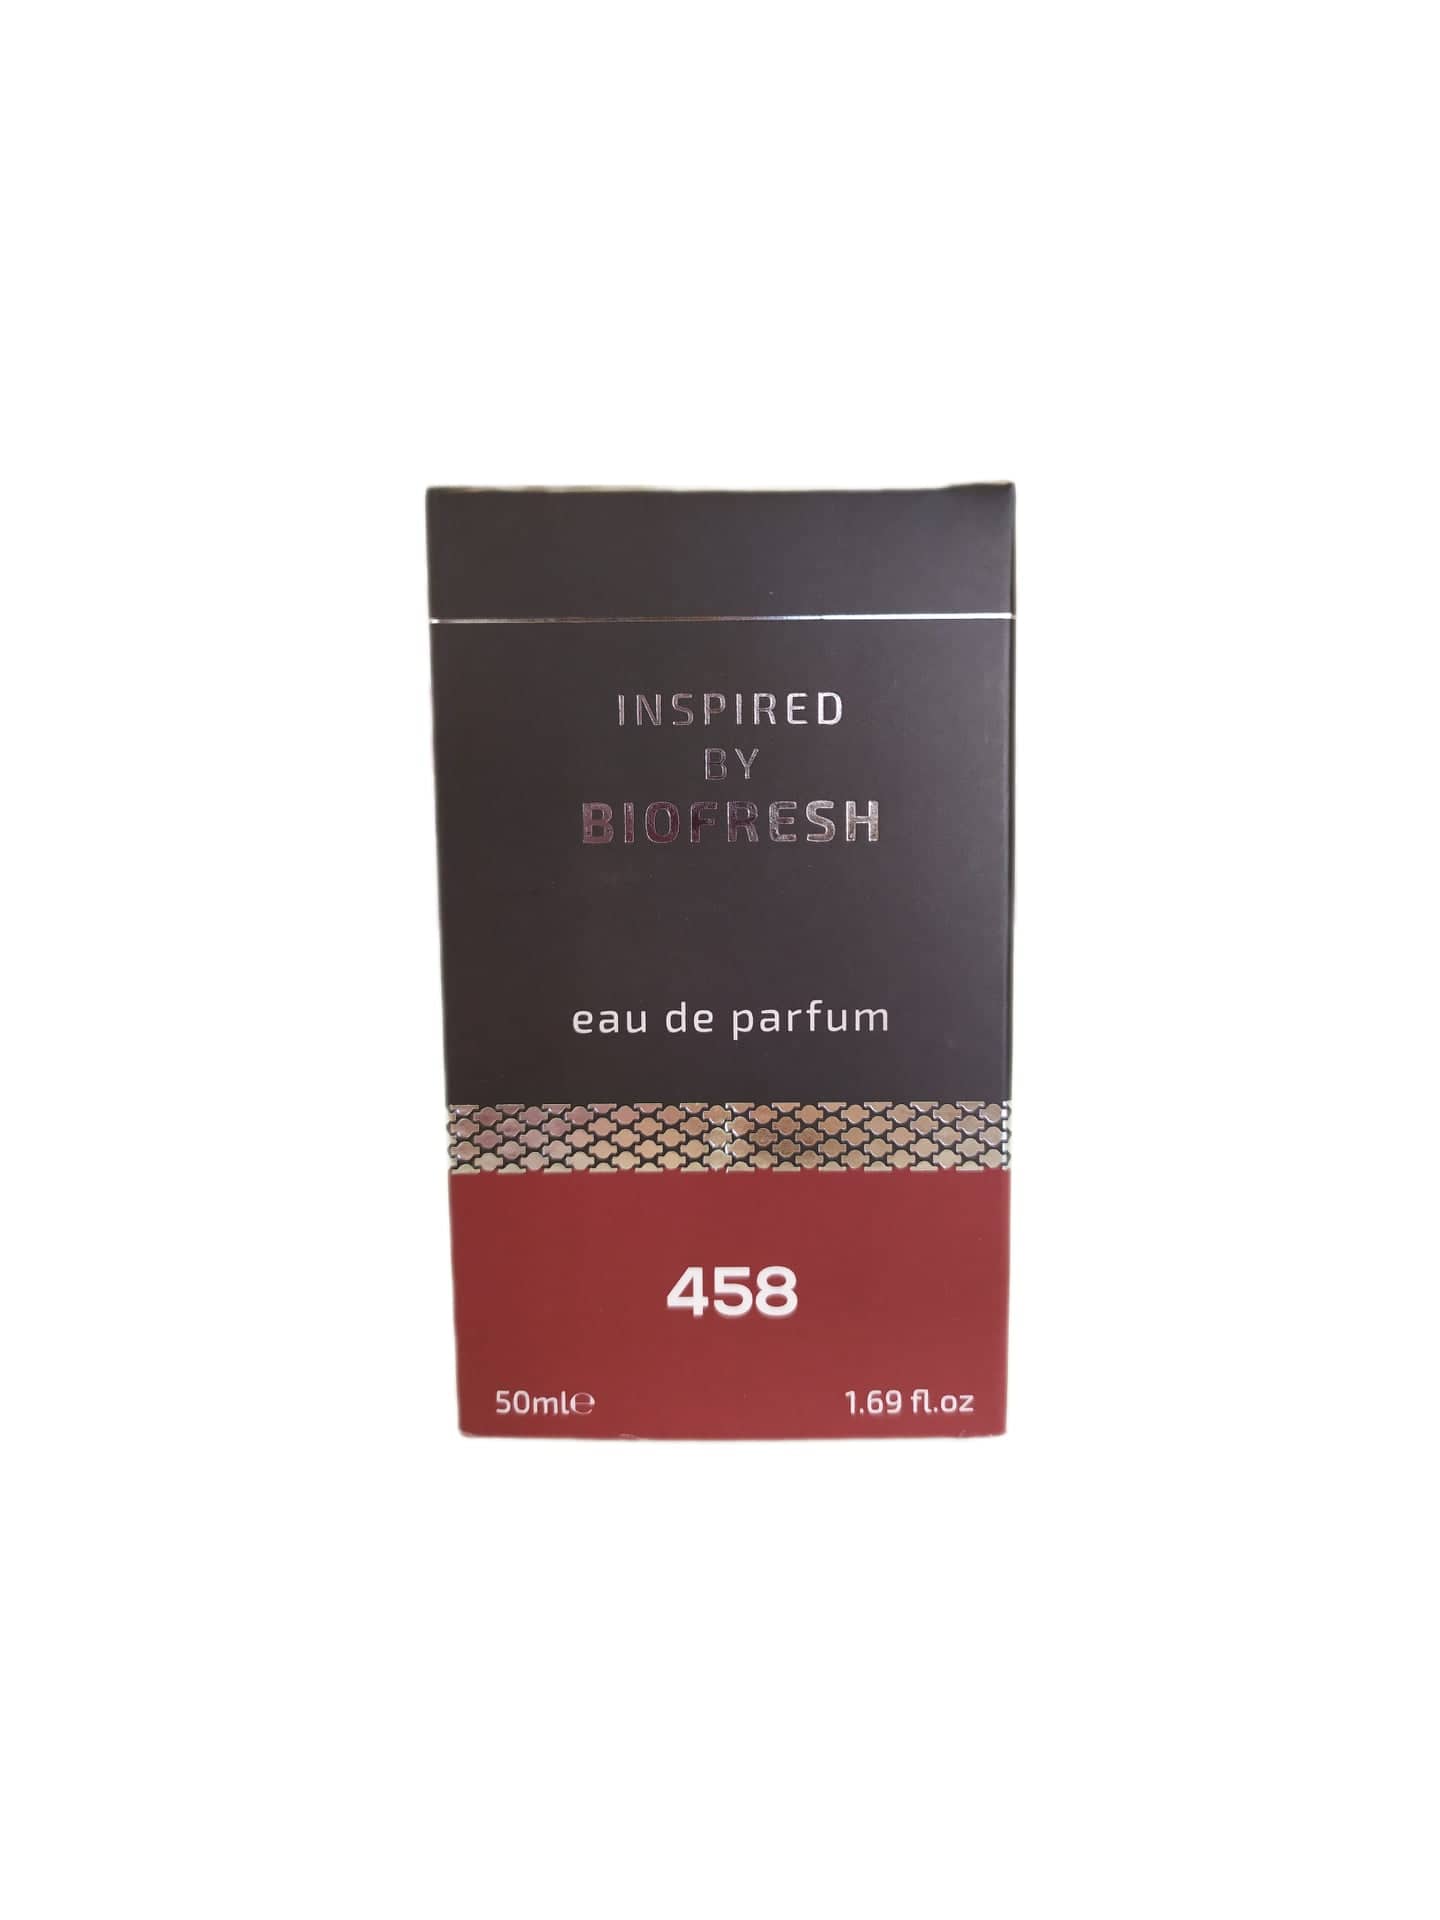 INSPIRED
BY
BIOFRESH
eau de parfum
458
50ml℮ 1.69 fl.oz